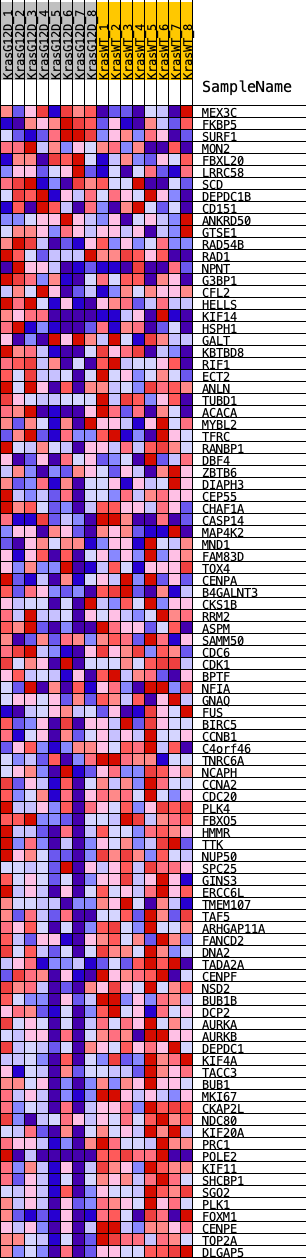 KrasG12D_1
KrasG12D_2
KrasG12D_3
KrasG12D_4
KrasG12D_5
KrasG12D_6
KrasG12D_7
KrasG12D_8
KrasWT_1
KrasWT_2
KrasWT_3
KrasWT_4
KrasWT_5
KrasWT_6
KrasWT_7
KrasWT_8
SampleName
MEX3C
FKBP5
SURF1
MON2
FBXL20
LRRC58
SCD
DEPDC1B
CD151
ANKRD50
GTSE1
RAD54B
RAD1
NPNT
G3BP1
CFL2
HELLS
KIF14
HSPH1
GALT
KBTBD8
RIF1
ECT2
ANLN
TUBD1
ACACA
MYBL2
TFRC
RANBP1
DBF4
ZBTB6
DIAPH3
CEP55
CHAF1A
CASP14
MAP4K2
MND1
FAM83D
TOX4
CENPA
B4GALNT3
CKS1B
RRM2
ASPM
SAMM50
CDC6
CDK1
BPTF
NFIA
GNAQ
FUS
BIRC5
CCNB1
C4orf46
TNRC6A
NCAPH
CCNA2
CDC20
PLK4
FBXO5
HMMR
TTK
NUP50
SPC25
GINS3
ERCC6L
TMEM107
TAF5
ARHGAP11A
FANCD2
DNA2
TADA2A
CENPF
NSD2
BUB1B
DCP2
AURKA
AURKB
DEPDC1
KIF4A
TACC3
BUB1
MKI67
CKAP2L
NDC80
KIF20A
PRC1
POLE2
KIF11
SHCBP1
SGO2
PLK1
FOXM1
CENPE
TOP2A
DLGAP5